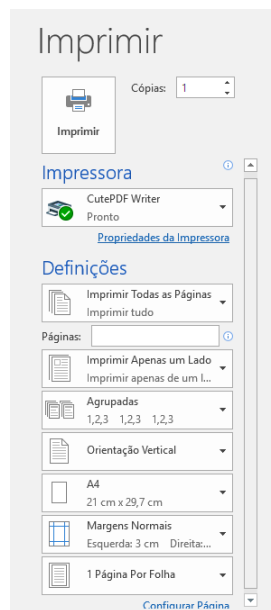 Imprimir
Cópias: 1
Imprimir
Impressora
CutePDF Writer
Pronto
Propriedades da Impressora
Definições
Imprimir Todas as Páginas
Imprimir tudo
Páginas:
Imprimir Apenas um Lado
Imprimir apenas de um l...
Agrupadas
1,2,3 1,2,3 1,2,3
Orientação Vertical
A4
21 cm x 29,7 cm
Margens Normais
Esquerda: 3 cm Direita:...
1 Página Por Folha
Configurar Página